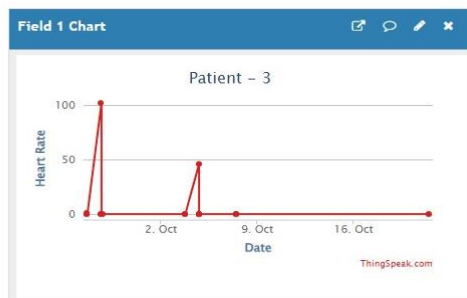 Field 1 Chart
Patient - 3
Heart Rate
100
50
0
2. Oct
9. Oct
16. Oct
Date
ThingSpeak.com